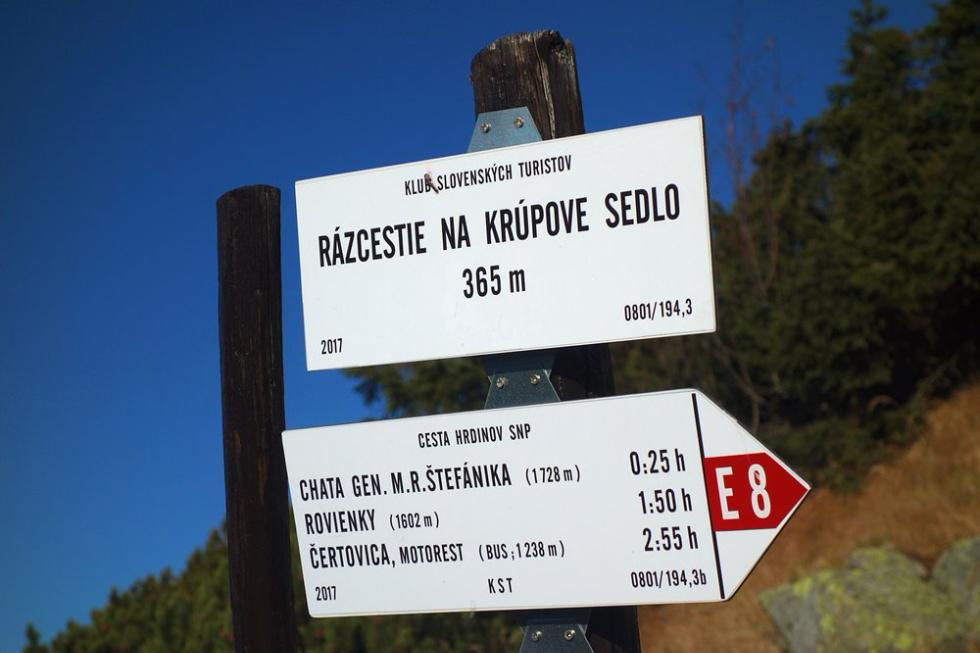 KLUB SLOVENSKÝCH TURISTOV
RÁZCESTIE NA KRÚPOVE SEDLO
365 m
2017 0801/194,3
CESTA HRDINOV SNP
CHATA GEN. M.R.ŠTEFÁNIKA (1728 m) 0:25 h
ROVIENKY (1602 m) 1:50 h
ČERTOVICA, MOTOREST (BUS; 1238 m) 2:55 h
2017 KST 0801/194,3b
E 8